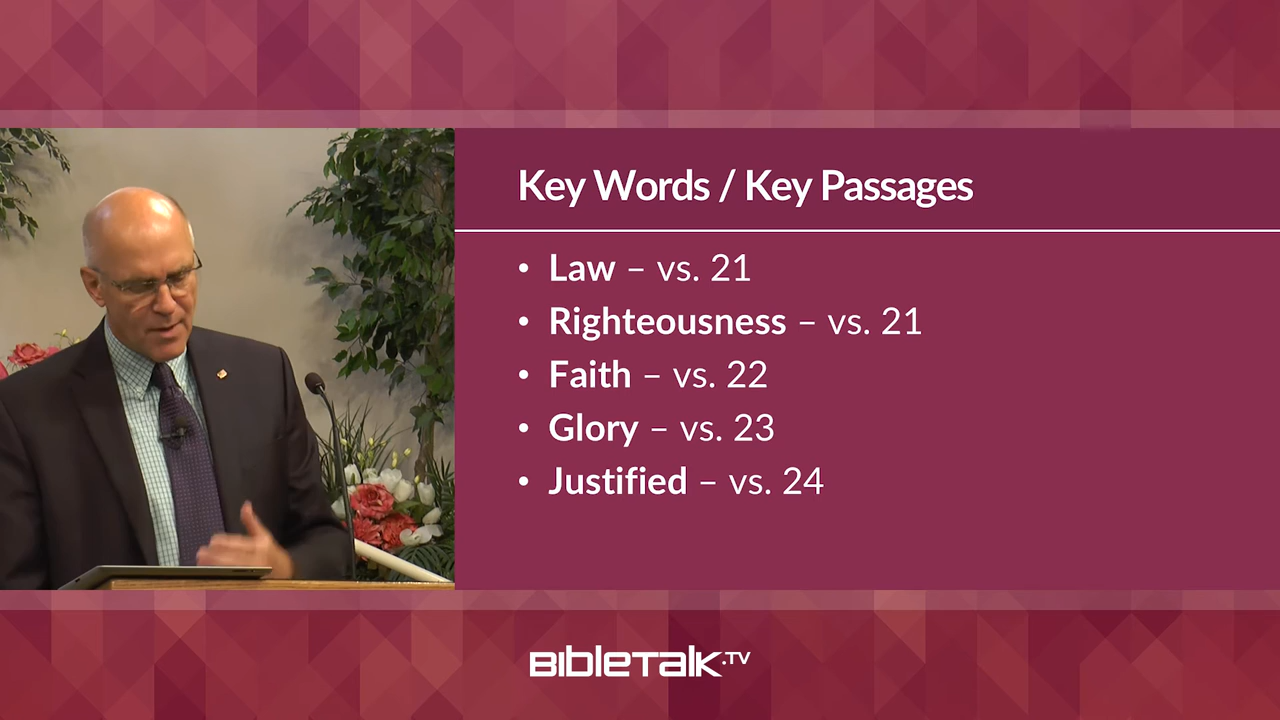 Key Words / Key Passages
• Law – vs. 21
• Righteousness – vs. 21
• Faith – vs. 22
• Glory – vs. 23
• Justified – vs. 24
BibleTalk.TV